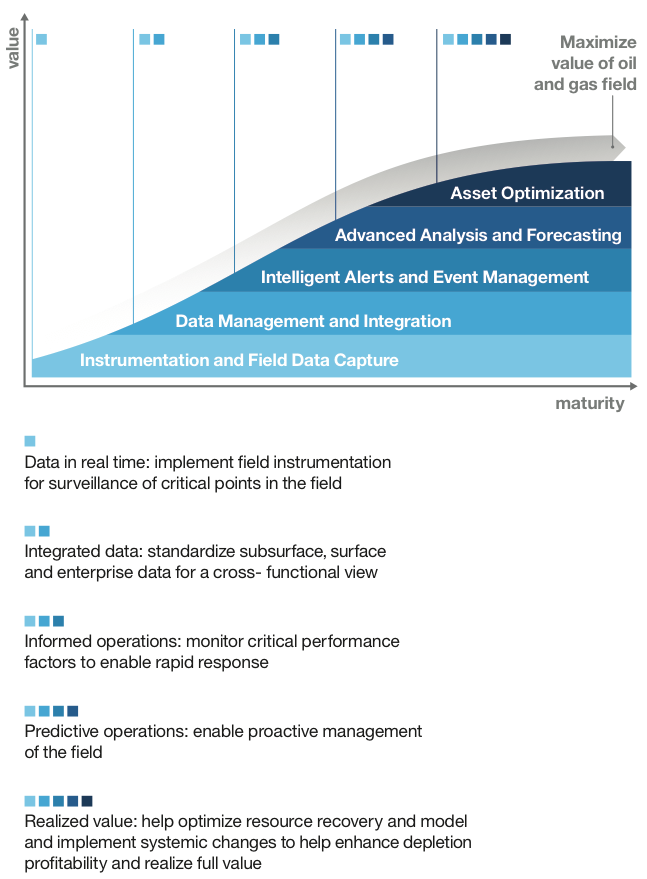 value
Maximize
value of oil
and gas field
Asset Optimization
Advanced Analysis and Forecasting
Intelligent Alerts and Event Management
Data Management and Integration
Instrumentation and Field Data Capture
maturity
Data in real time: implement field instrumentation
for surveillance of critical points in the field
Integrated data: standardize subsurface, surface
and enterprise data for a cross- functional view
Informed operations: monitor critical performance
factors to enable rapid response
Predictive operations: enable proactive management
of the field
Realized value: help optimize resource recovery and model
and implement systemic changes to help enhance depletion
profitability and realize full value